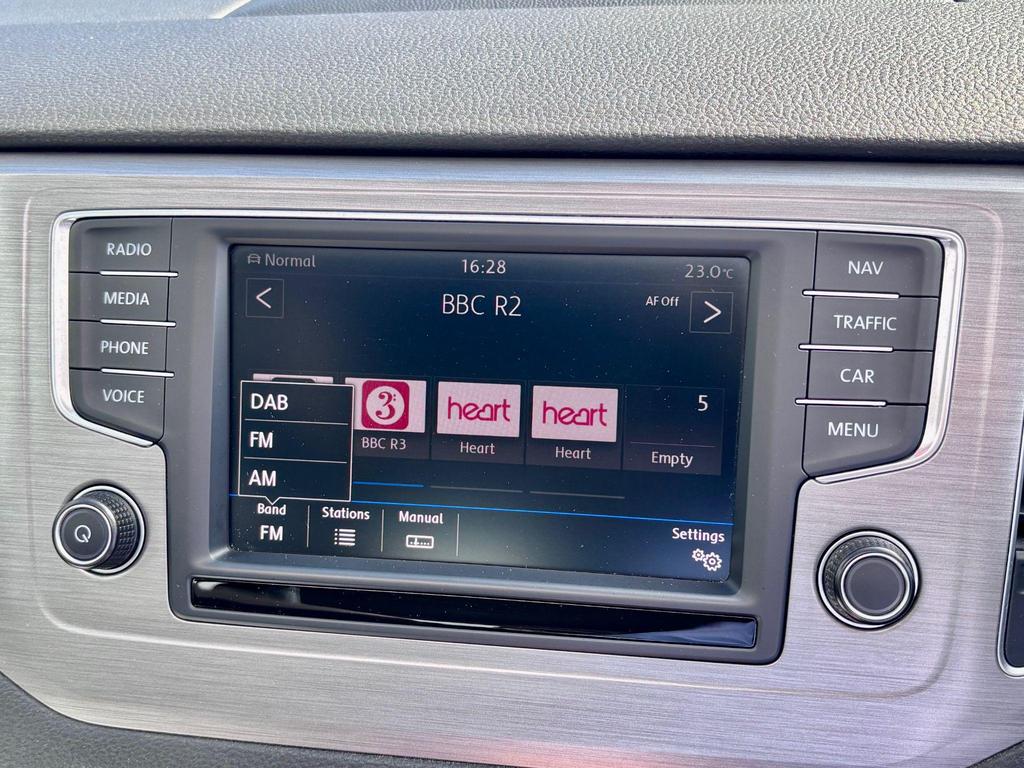 RADIO
MEDIA
PHONE
VOICE
Normal
16:28
23.0°C
BBC R2
AF Off
DAB
FM
AM
3
BBC R3
heart
Heart
heart
Heart
5
Empty
Band
FM
Stations
Manual
Settings
NAV
TRAFFIC
CAR
MENU